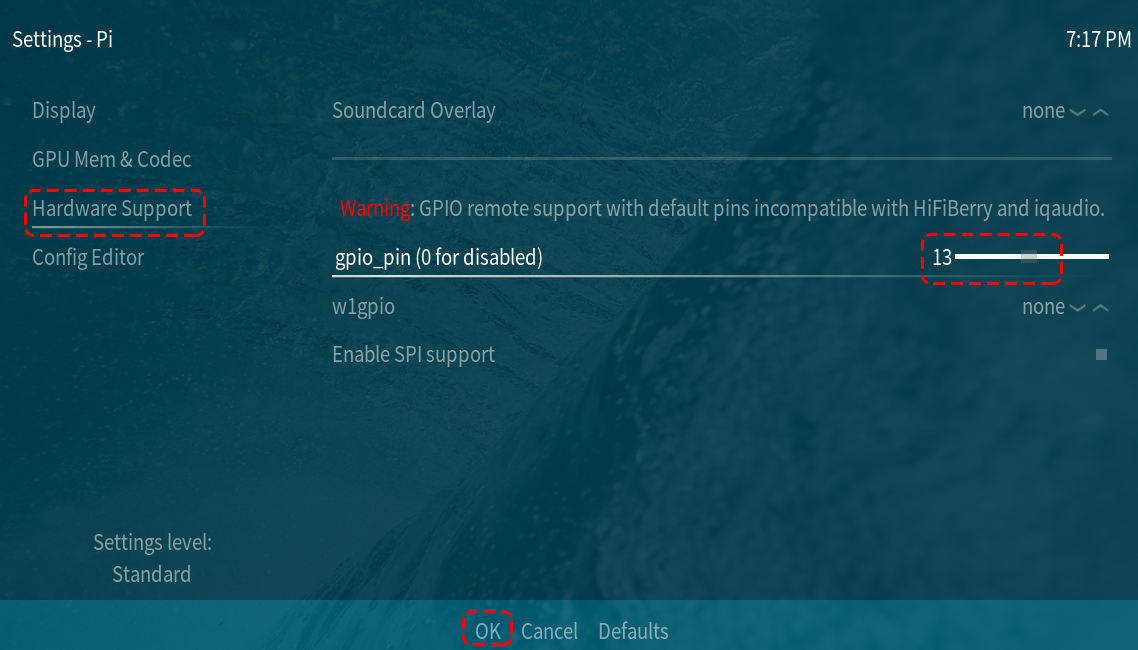 Settings - Pi
7:17 PM
Display
GPU Mem & Codec
Hardware Support
Config Editor
Soundcard Overlay none
Warning: GPIO remote support with default pins incompatible with HiFiBerry and iqaudio.
gpio_pin (0 for disabled) 13
w1gpio none
Enable SPI support
Settings level:
Standard
OK Cancel Defaults